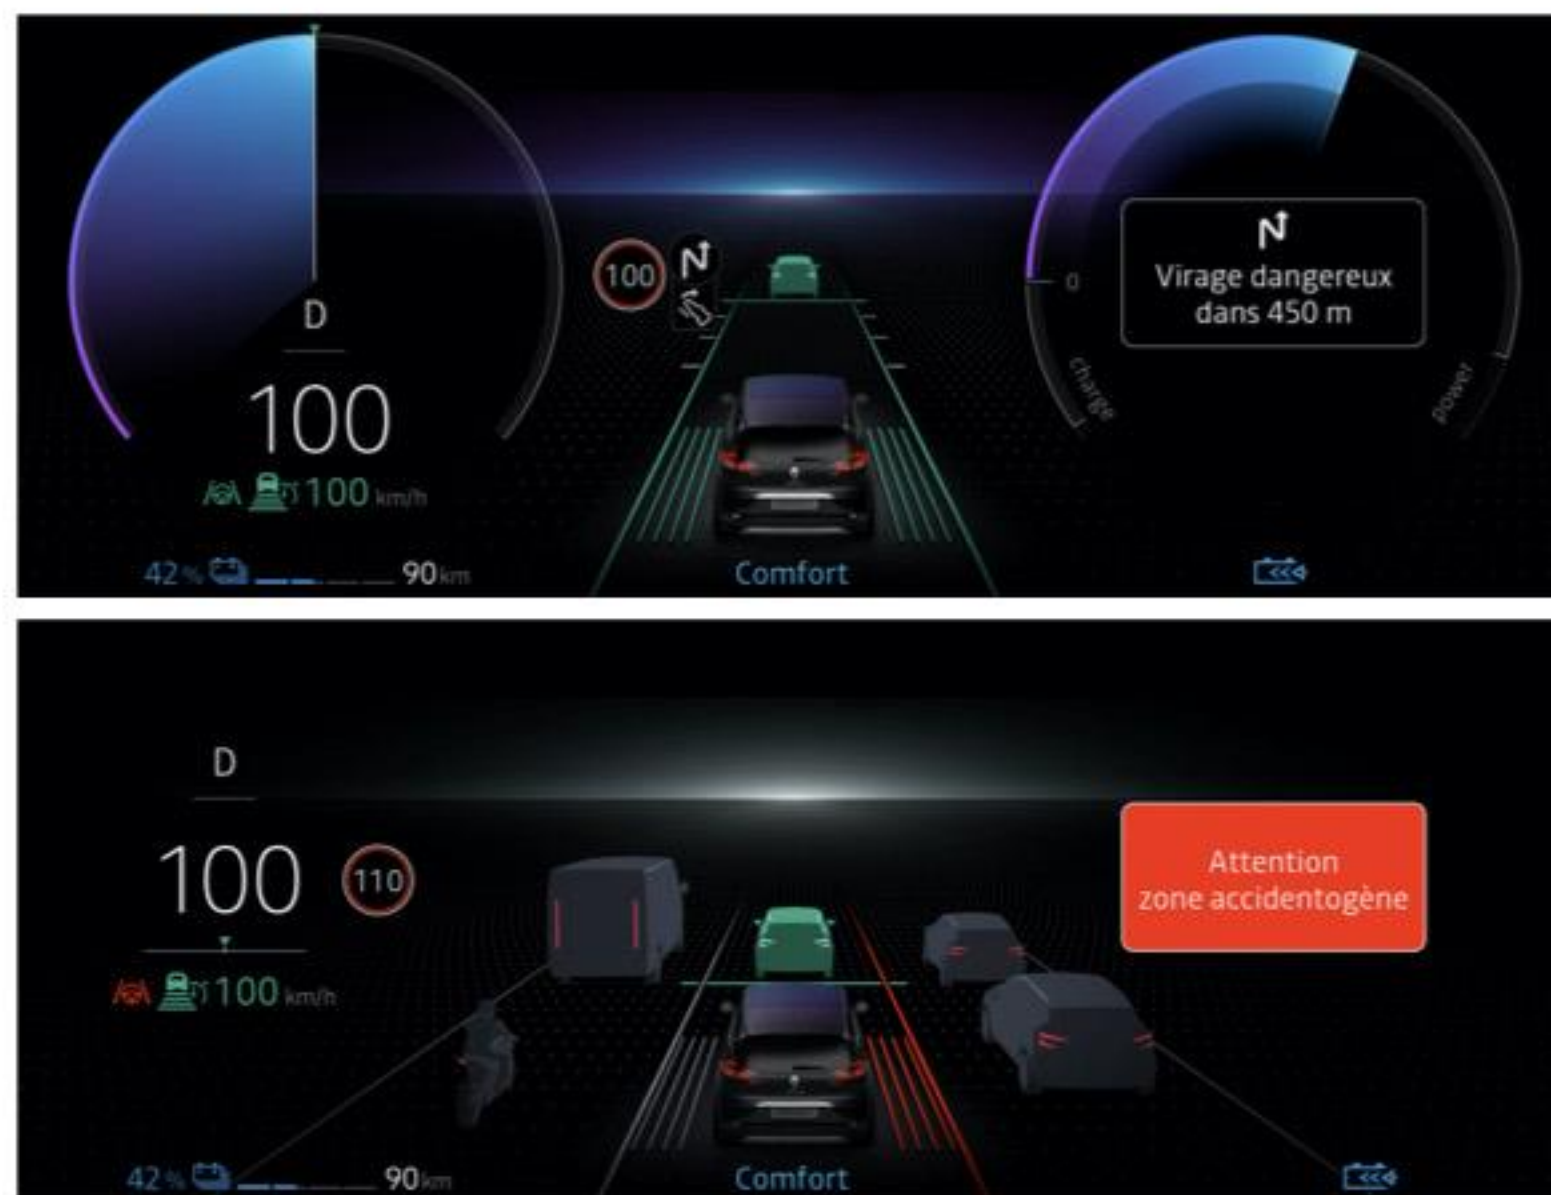 D
100
100 km/h
42 % 90 km
100
Comfort
0
charge
power
Virage dangereux
dans 450 m
D
100
110
100 km/h
42 % 90 km
Comfort
Attention
zone accidentogène